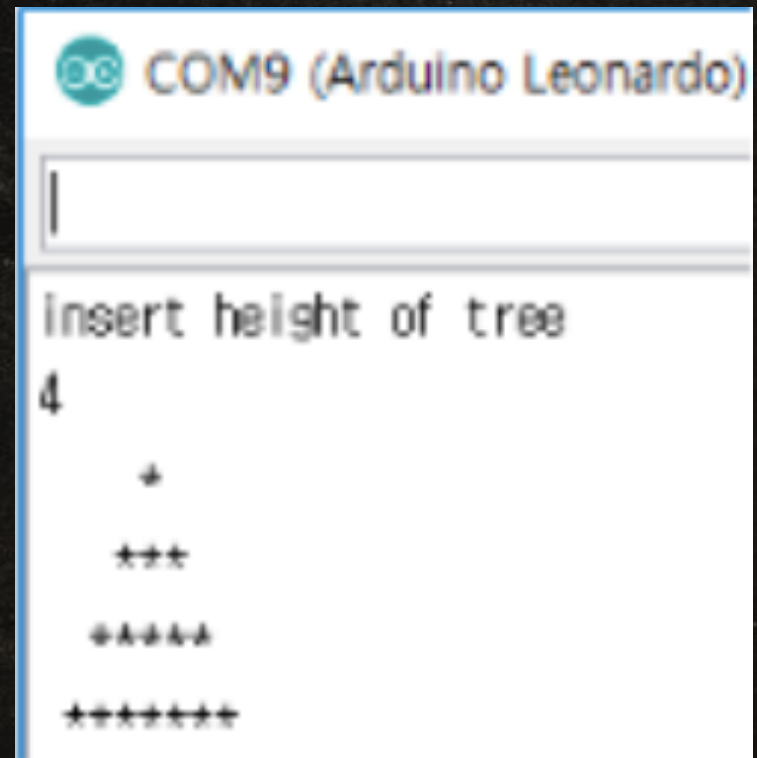 COM9 (Arduino Leonardo)
insert height of tree
4
    *
   ***
  *****
 *******